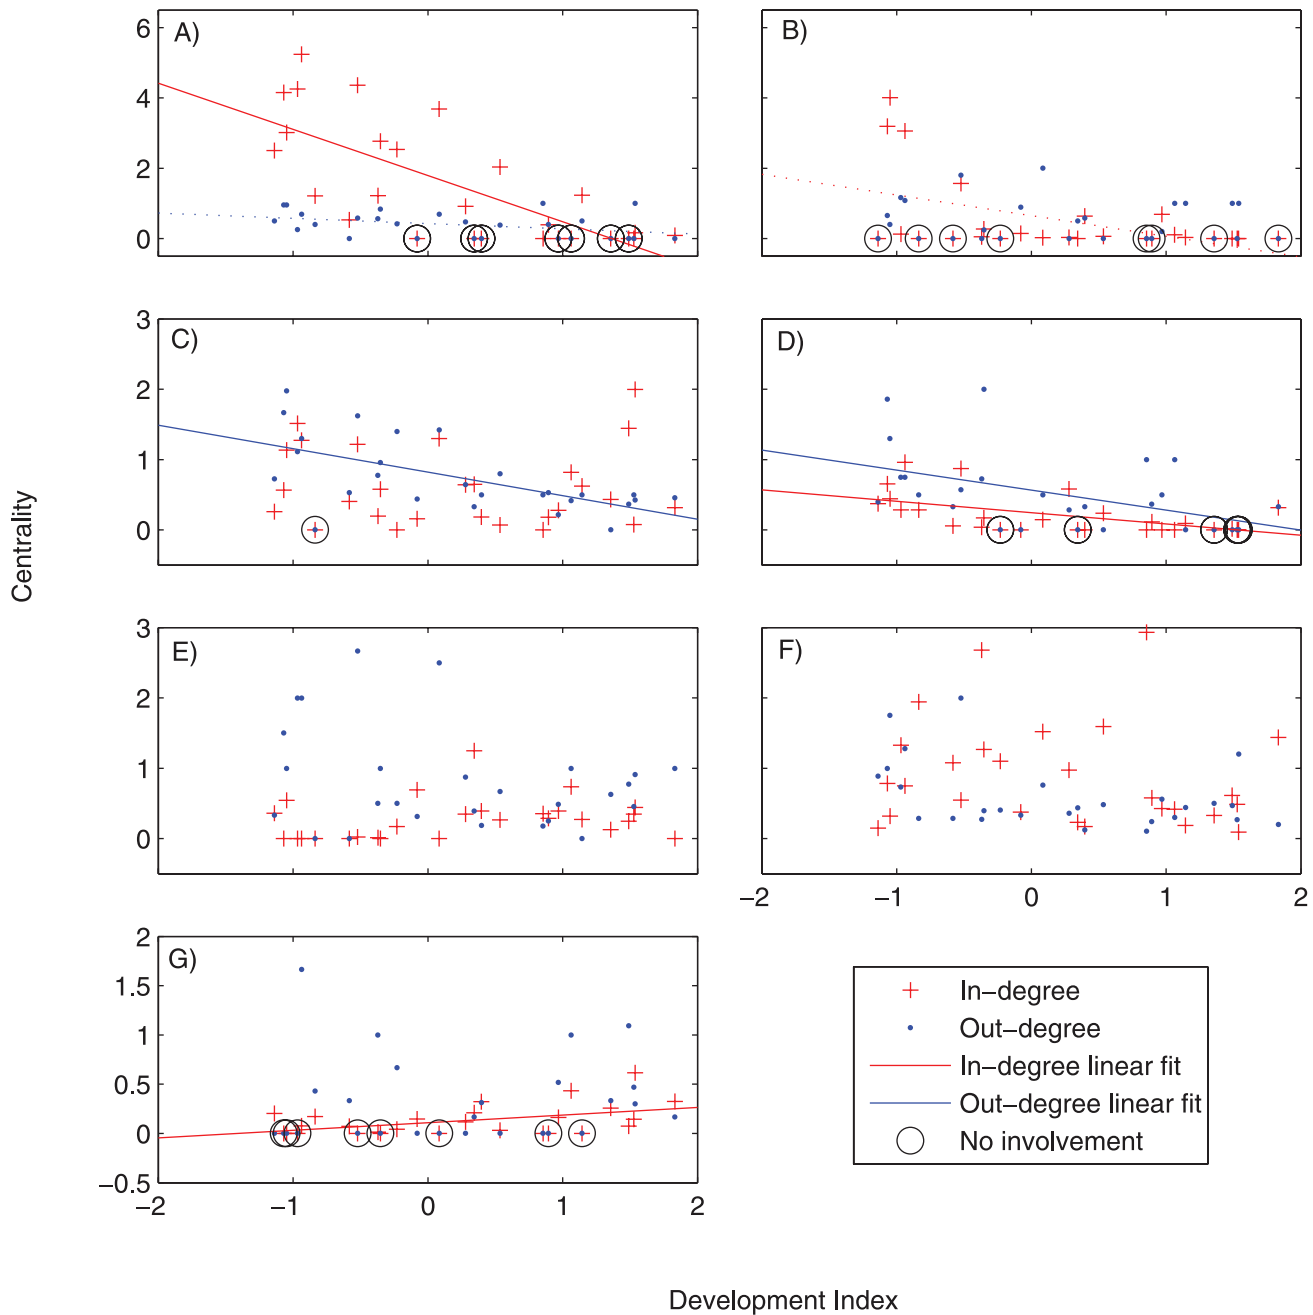 A)
6
4
2
0
B)
C)
3
2
1
0
D)
Centrality
E)
3
2
1
0
F)
−2
−1
0
1
2
G)
2
1.5
1
0.5
0
−0.5
−2
−1
0
1
2
In−degree
Out−degree
In−degree linear fit
Out−degree linear fit
No involvement
Development Index